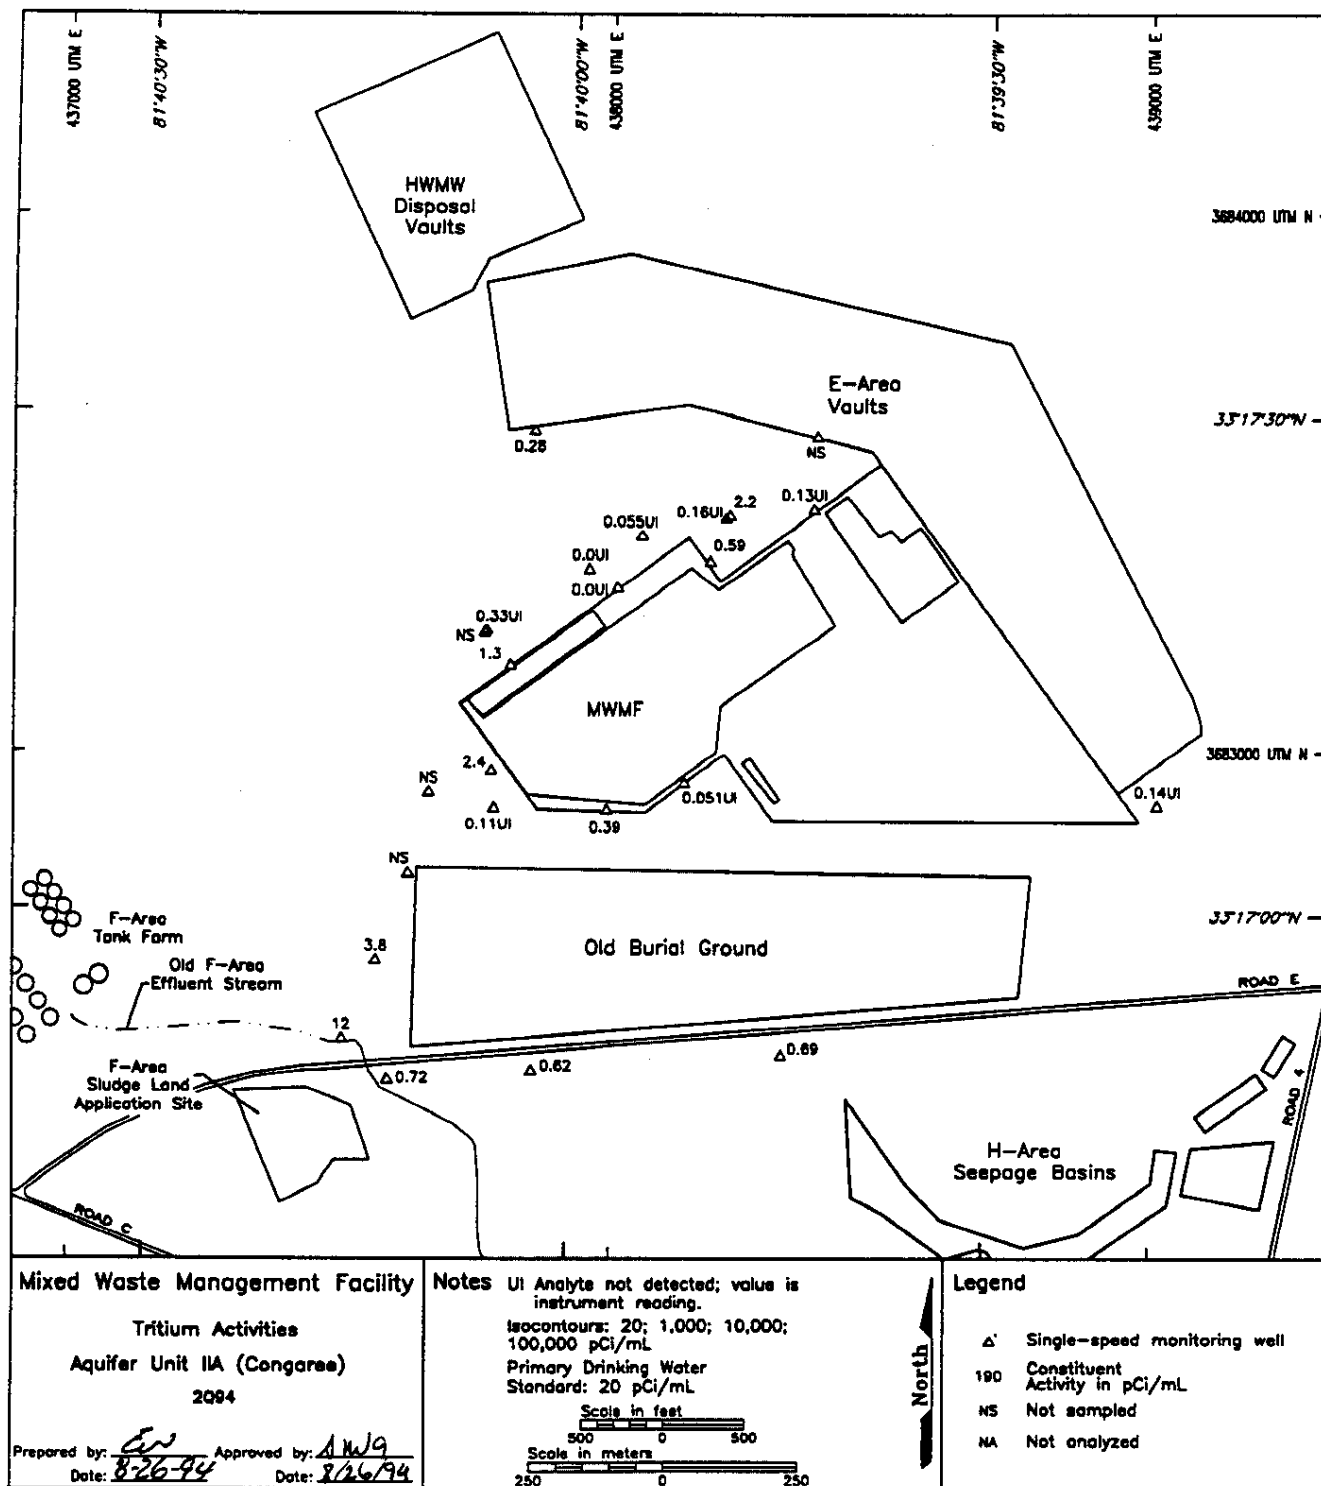 437000 UTM E
81°40'30"W
81°40'00"W
438000 UTM E
81°39'30"W
439000 UTM E
HWMW
Disposal
Vaults
3684000 UTM N
E-Area
Vaults
33°17'30"N
0.28
NS
0.13UI
2.2
0.16UI
0.055UI
0.59
0.0UI
0.0UI
0.33UI
NS
1.3
MWMF
3683000 UTM N
2.4
NS
0.051UI
0.14UI
0.11UI
0.39
NS
F-Area
Tank Farm
33°17'00"N
3.8
Old Burial Ground
Old F-Area
Effluent Stream
ROAD E
12
0.69
0.62
0.72
F-Area
Sludge Land
Application Site
ROAD 4
H-Area
Seepage Basins
ROAD C
Mixed Waste Management Facility
Tritium Activities
Aquifer Unit IIA (Congaree)
2Q94
Prepared by:
Approved by:
Date: 8-26-94
Date: 8/26/94
Notes
UI Analyte not detected; value is
instrument reading.
Isocontours: 20; 1,000; 10,000;
100,000 pCi/mL
Primary Drinking Water
Standard: 20 pCi/mL
Scale in feet
500 0 500
Scale in meters
250 0 250
North
Legend
Single-speed monitoring well
190 Constituent
Activity in pCi/mL
NS Not sampled
NA Not analyzed